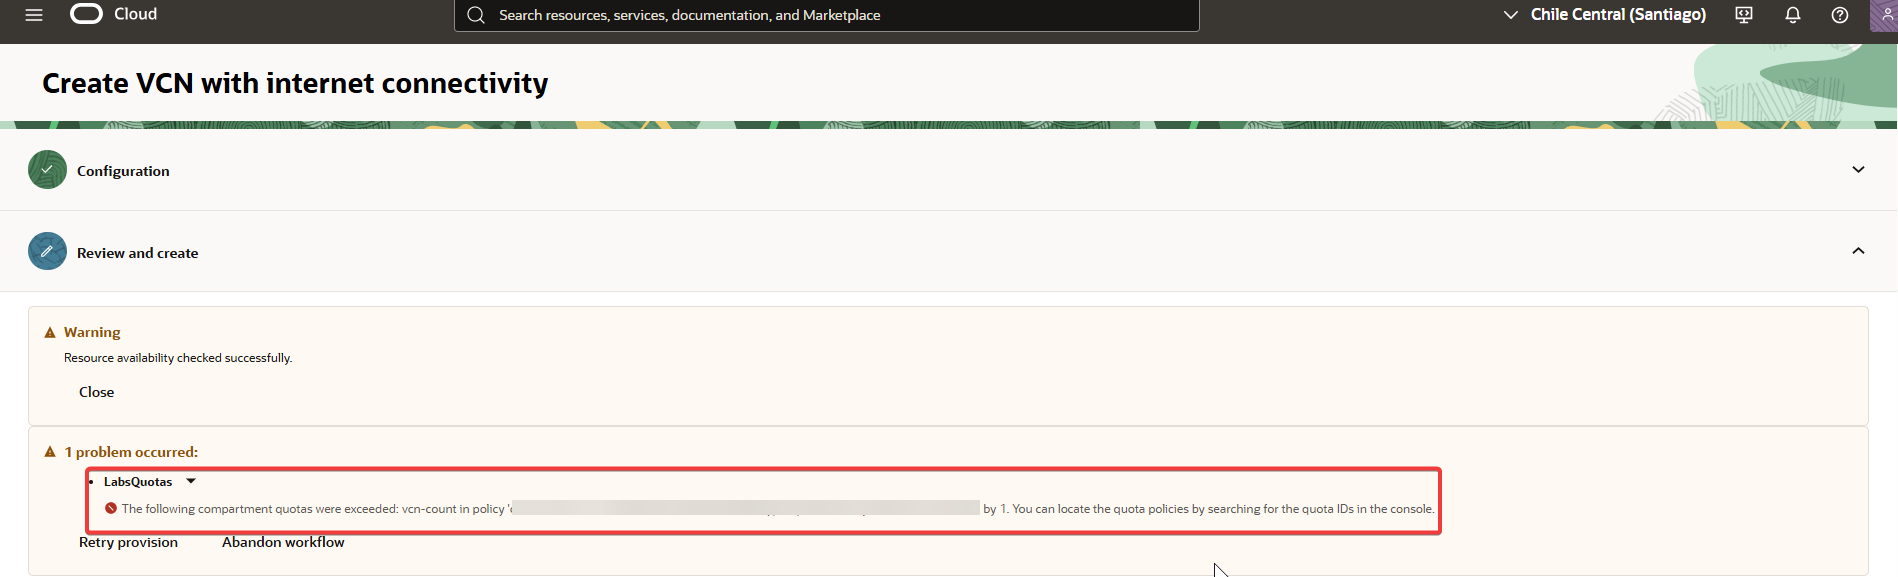 Cloud
Search resources, services, documentation, and Marketplace
Chile Central (Santiago)
Create VCN with internet connectivity
Configuration
Review and create
Warning
Resource availability checked successfully.
Close
1 problem occurred:
LabsQuotas
The following compartment quotas were exceeded: vcn-count in policy ' by 1. You can locate the quota policies by searching for the quota IDs in the console.
Retry provision Abandon workflow